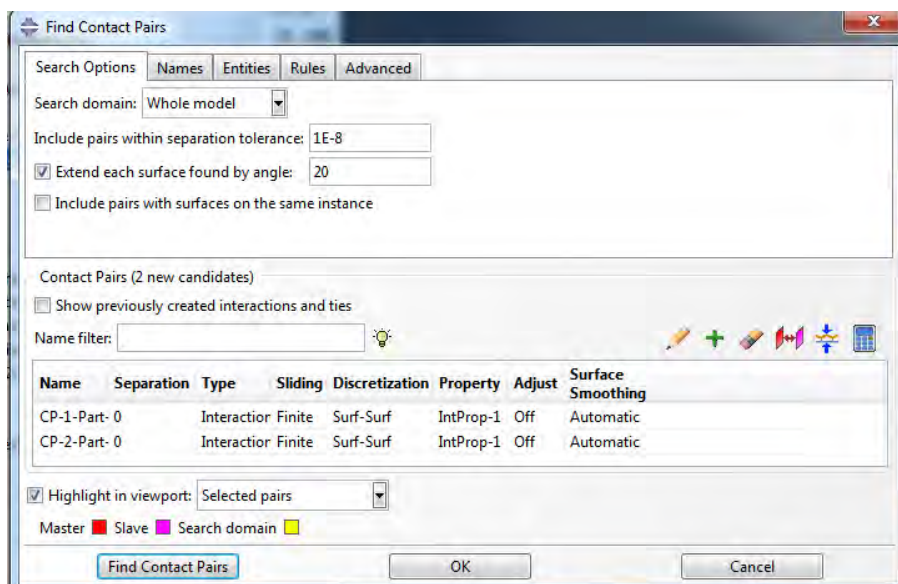 Find Contact Pairs
Search Options Names Entities Rules Advanced
Search domain: Whole model
Include pairs within separation tolerance: 1E-8
Extend each surface found by angle: 20
Include pairs with surfaces on the same instance
Contact Pairs (2 new candidates)
Show previously created interactions and ties
Name filter:
Name Separation Type Sliding Discretization Property Adjust Surface Smoothing
CP-1-Part- 0 Interaction Finite Surf-Surf IntProp-1 Off Automatic
CP-2-Part- 0 Interaction Finite Surf-Surf IntProp-1 Off Automatic
Highlight in viewport: Selected pairs
Master Slave Search domain
Find Contact Pairs OK Cancel